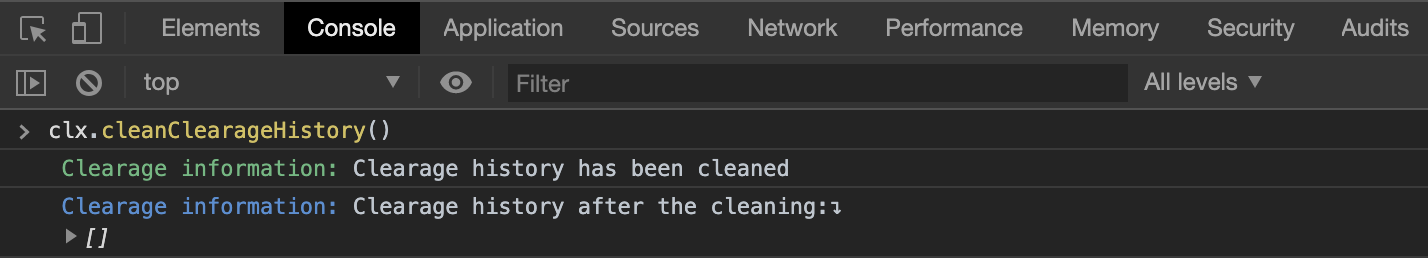 Elements Console Application Sources Network Performance Memory Security Audits
top Filter All levels
clx.cleanClearageHistory()
Clearage information: Clearage history has been cleaned
Clearage information: Clearage history after the cleaning:↴
[]